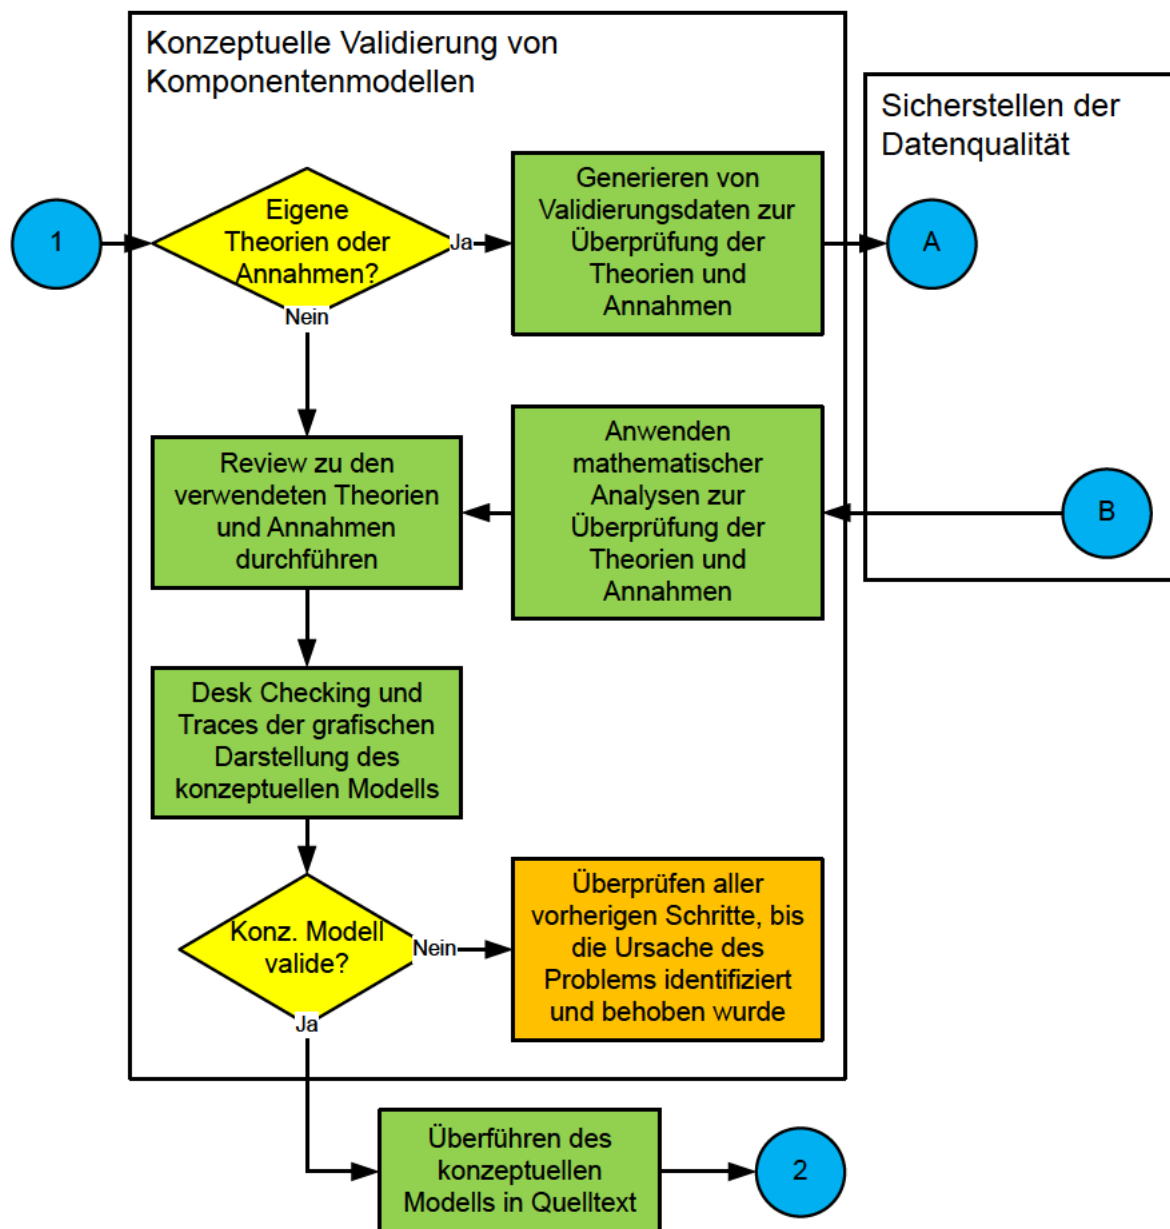 Konzeptuelle Validierung von
Komponentenmodellen
Sicherstellen der
Datenqualität
1
Eigene
Theorien oder
Annahmen?
Ja
Nein
Generieren von
Validierungsdaten zur
Überprüfung der
Theorien und
Annahmen
A
Review zu den
verwendeten Theorien
und Annahmen
durchführen
Anwenden
mathematischer
Analysen zur
Überprüfung der
Theorien und
Annahmen
B
Desk Checking und
Traces der grafischen
Darstellung des
konzeptuellen Modells
Konz. Modell
valide?
Nein
Ja
Überprüfen aller
vorherigen Schritte, bis
die Ursache des
Problems identifiziert
und behoben wurde
Überführen des
konzeptuellen
Modells in Quelltext
2